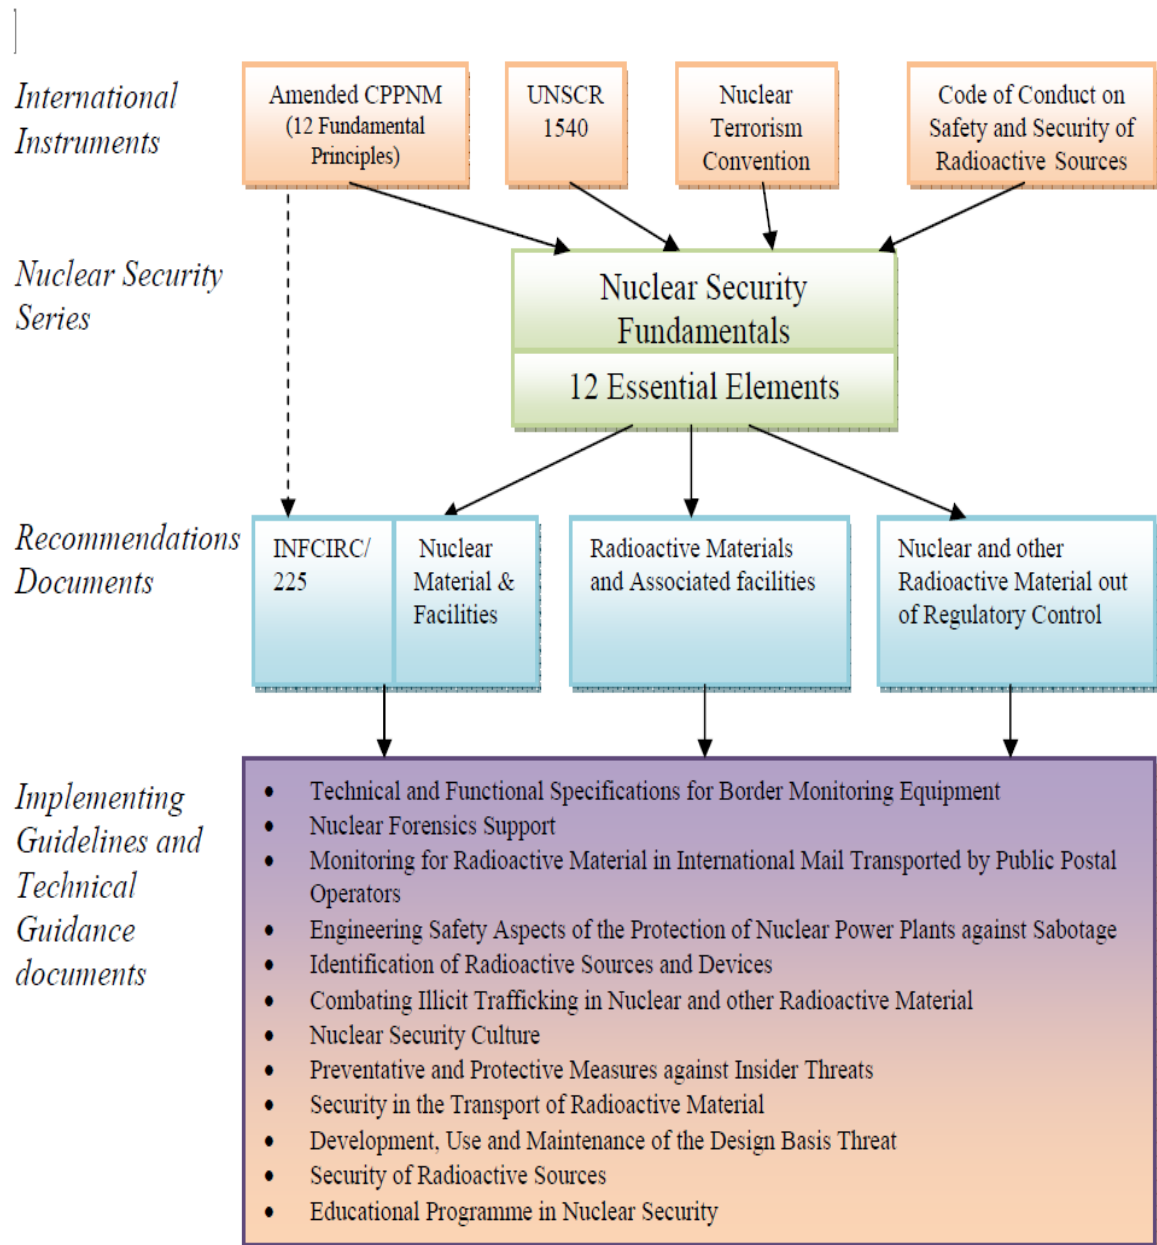 International
Instruments
Amended CPPNM
(12 Fundamental
Principles)
UNSCR
1540
Nuclear
Terrorism
Convention
Code of Conduct on
Safety and Security of
Radioactive Sources
Nuclear Security
Series
Nuclear Security
Fundamentals
12 Essential Elements
Recommendations
Documents
INFCIRC/
225
Nuclear
Material &
Facilities
Radioactive Materials
and Associated facilities
Nuclear and other
Radioactive Material out
of Regulatory Control
Implementing
Guidelines and
Technical
Guidance
documents
• Technical and Functional Specifications for Border Monitoring Equipment
• Nuclear Forensics Support
• Monitoring for Radioactive Material in International Mail Transported by Public Postal
Operators
• Engineering Safety Aspects of the Protection of Nuclear Power Plants against Sabotage
• Identification of Radioactive Sources and Devices
• Combating Illicit Trafficking in Nuclear and other Radioactive Material
• Nuclear Security Culture
• Preventative and Protective Measures against Insider Threats
• Security in the Transport of Radioactive Material
• Development, Use and Maintenance of the Design Basis Threat
• Security of Radioactive Sources
• Educational Programme in Nuclear Security